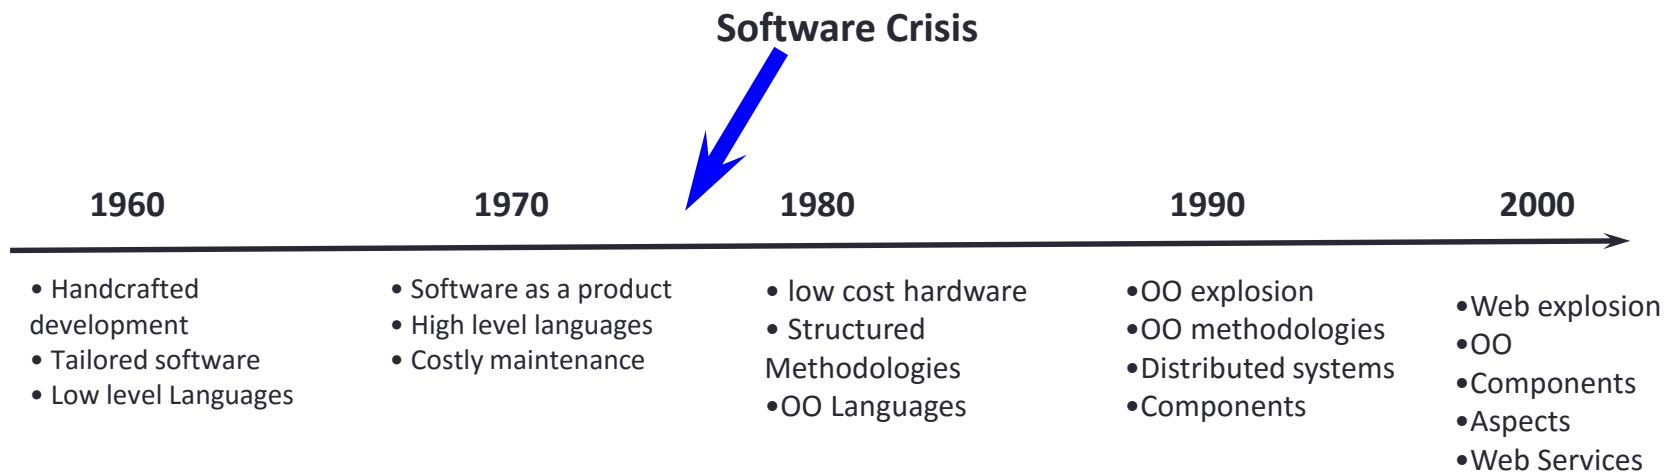 Software Crisis
1960
1970
1980
1990
2000
• Handcrafted
development
• Tailored software
• Low level Languages
• Software as a product
• High level languages
• Costly maintenance
• low cost hardware
• Structured
Methodologies
•OO Languages
•OO explosion
•OO methodologies
•Distributed systems
•Components
•Web explosion
•OO
•Components
•Aspects
•Web Services